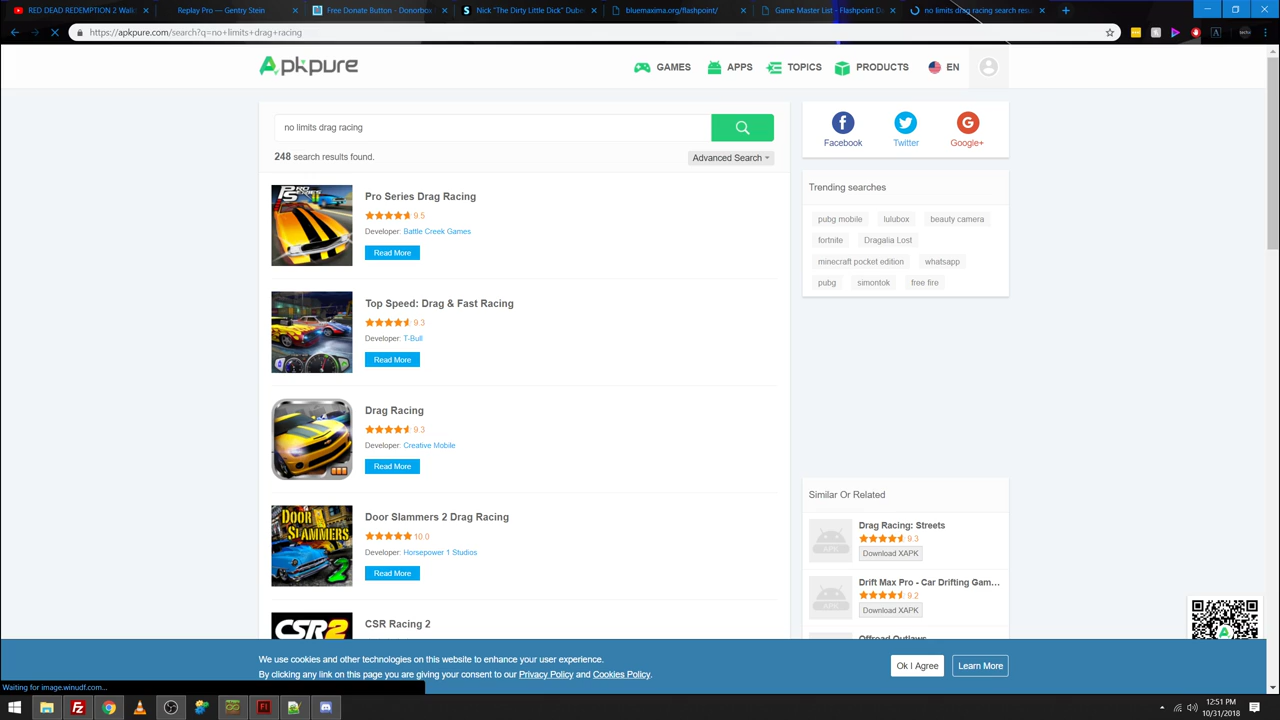 RED DEAD REDEMPTION 2 Walk
Replay Pro — Gentry Stein
Free Donate Button - Donorbox
Nick "The Dirty Little Dick" Dube
bluemaxima.org/flashpoint/
Game Master List - Flashpoint D
no limits drag racing search res
https://apkpure.com/search?q=no+limits+drag+racing
Apkpure
GAMES
APPS
TOPICS
PRODUCTS
EN
no limits drag racing
248 search results found.
Advanced Search
Pro Series Drag Racing
9.5
Developer: Battle Creek Games
Read More
Top Speed: Drag & Fast Racing
9.3
Developer: T-Bull
Read More
Drag Racing
9.3
Developer: Creative Mobile
Read More
DOOR SLAMMERS 2
Door Slammers 2 Drag Racing
10.0
Developer: Horsepower 1 Studios
Read More
CSR2
CSR Racing 2
Facebook
Twitter
Google+
Trending searches
pubg mobile lulubox beauty camera
fortnite Dragalia Lost
minecraft pocket edition whatsapp
pubg simontok free fire
Similar Or Related
APK
Drag Racing: Streets
9.3
Download XAPK
APK
Drift Max Pro - Car Drifting Gam...
9.2
Download XAPK
Offroad Outlaws
We use cookies and other technologies on this website to enhance your user experience.
By clicking any link on this page you are giving your consent to our Privacy Policy and Cookies Policy.
Ok I Agree
Learn More
Waiting for image.winudf.com...
12:51 PM
10/31/2018